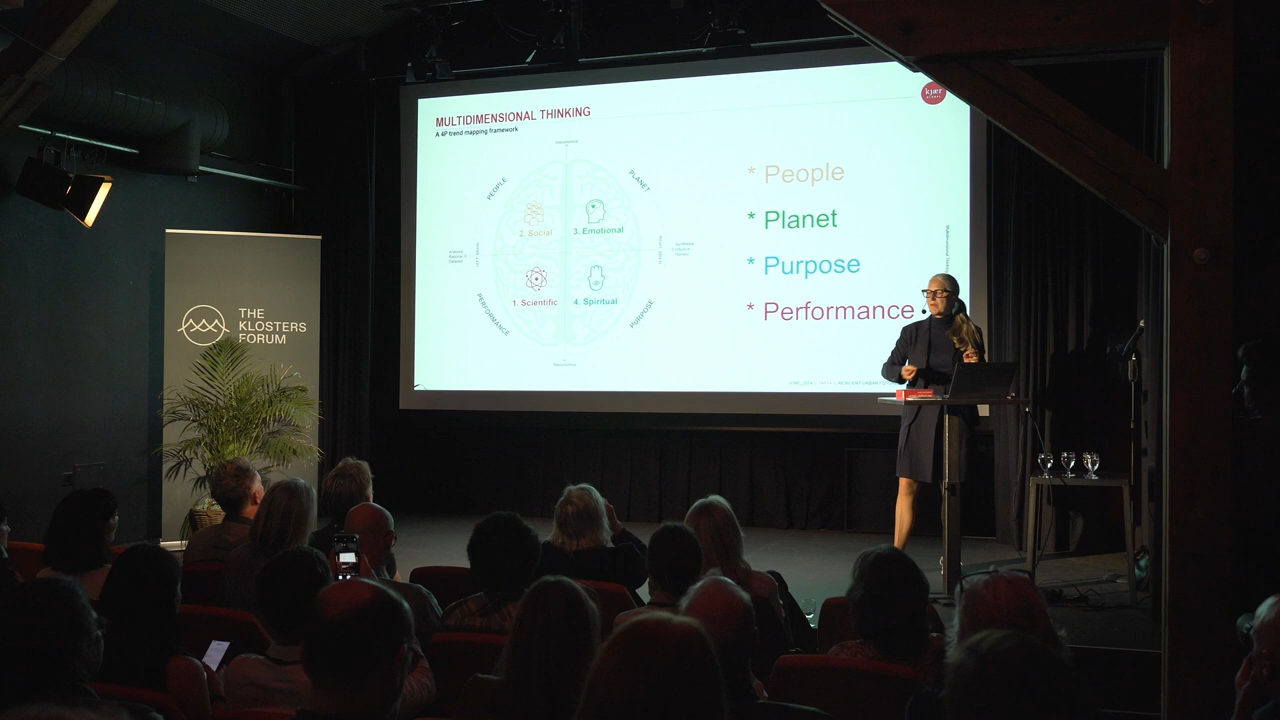 MULTIDIMENSIONAL THINKING
A 4P trend mapping framework
kjær
GLOBAL
PEOPLE
PLANET
2. Social
3. Emotional
1. Scientific
4. Spiritual
PERFORMANCE
PURPOSE
* People
* Planet
* Purpose
* Performance
THE
KLOSTERS
FORUM